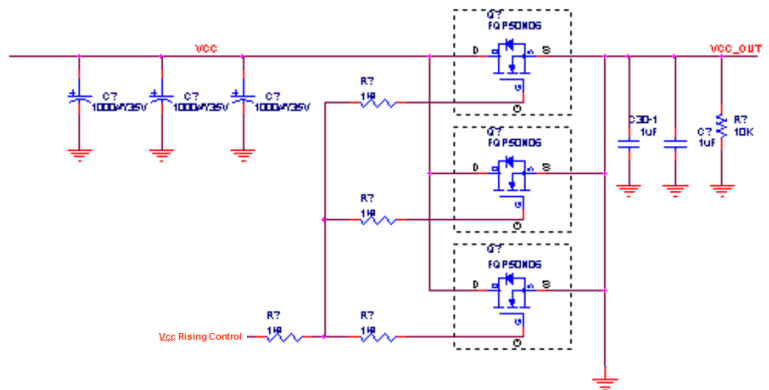 Q?
FQP50N06
VCC
D
S
VCC_OUT
G
C?
1000uF/35V
C?
1000uF/35V
C?
1000uF/35V
R?
1K
C30-1
1uF
C?
1uF
R?
10K
Q?
FQP50N06
D
S
G
R?
1K
Q?
FQP50N06
D
S
G
R?
1K
R?
1K
Vcc Rising Control